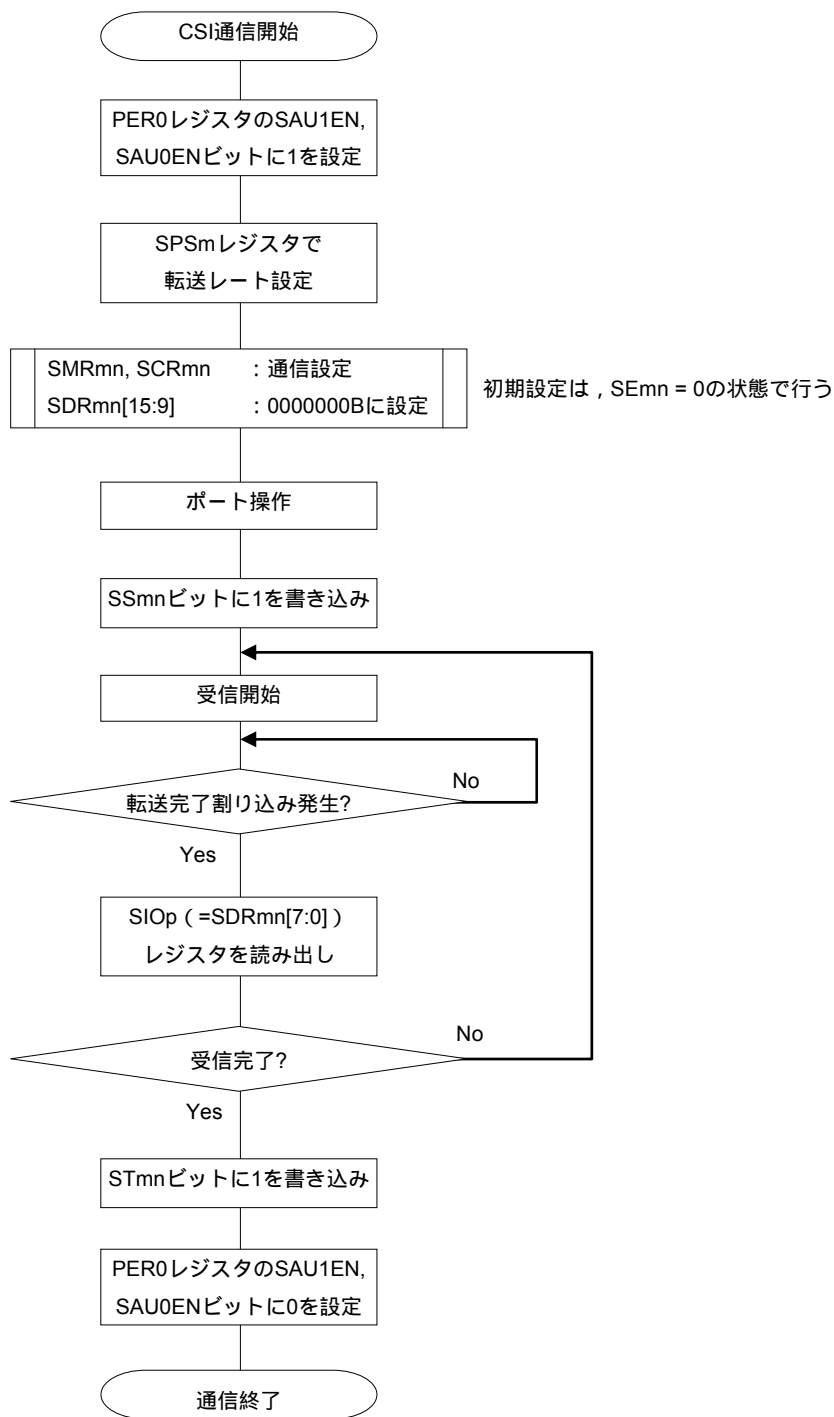 CSI通信開始
PER0レジスタのSAU1EN,
SAU0ENビットに1を設定
SPSmレジスタで
転送レート設定
SMRmn, SCRmn ：通信設定
SDRmn[15:9] ：0000000Bに設定
初期設定は，SEmn = 0の状態で行う
ポート操作
SSmnビットに1を書き込み
受信開始
転送完了割り込み発生?
No
Yes
SIOp（=SDRmn[7:0]）
レジスタを読み出し
受信完了?
No
Yes
STmnビットに1を書き込み
PER0レジスタのSAU1EN,
SAU0ENビットに0を設定
通信終了